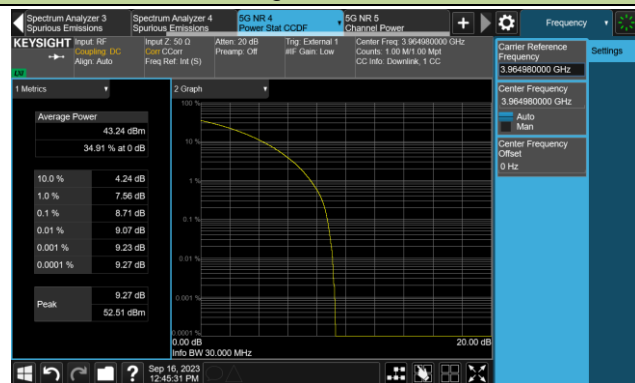 Spectrum Analyzer 3
Spurious Emissions
Spectrum Analyzer 4
Spurious Emissions
5G NR 4
Power Stat CCDF
5G NR 5
Channel Power
Frequency
KEYSIGHT
Input: RF
Coupling: DC
Align: Auto
Input Z: 50 Ω
Corr CCorr
Freq Ref: Int (S)
Atten: 20 dB
Preamp: Off
Trig: External 1
#IF Gain: Low
Center Freq: 3.964980000 GHz
Counts: 1.00 M/1.00 Mpt
CC Info: Downlink, 1 CC
1 Metrics
2 Graph
Average Power
43.24 dBm
34.91 % at 0 dB
10.0 % 4.24 dB
1.0 % 7.56 dB
0.1 % 8.71 dB
0.01 % 9.07 dB
0.001 % 9.23 dB
0.0001 % 9.27 dB
Peak
9.27 dB
52.51 dBm
100 %
10 %
1 %
0.1 %
0.01 %
0.001 %
0.0001 %
0.00 dB
20.00 dB
Info BW 30.000 MHz
Carrier Reference
Frequency
3.964980000 GHz
Settings
Center Frequency
3.964980000 GHz
Auto
Man
Center Frequency
Offset
0 Hz
Sep 16, 2023
12:45:31 PM